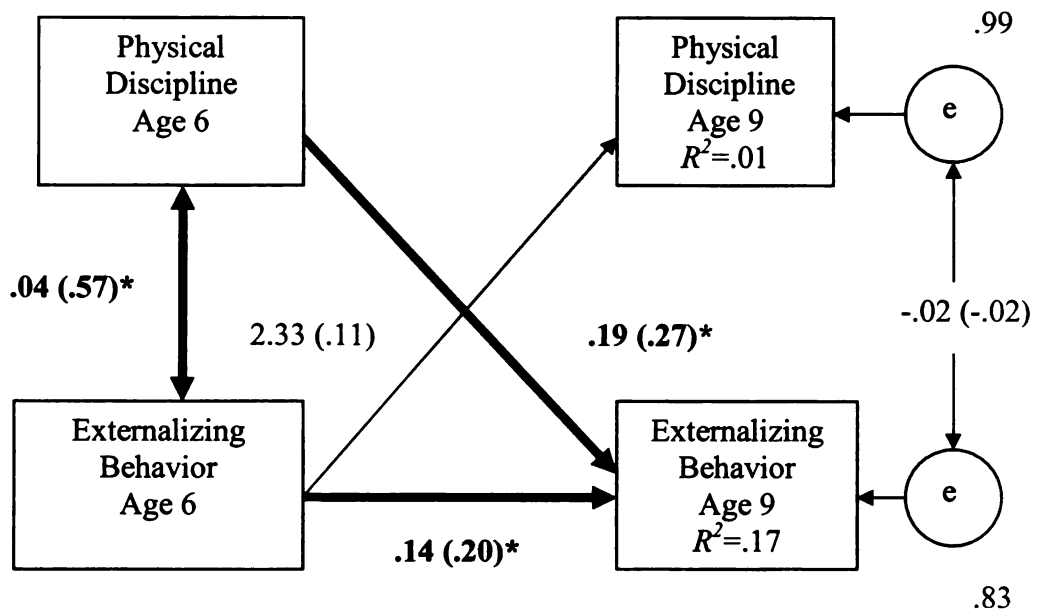 .99
Physical
Discipline
Age 6
Physical
Discipline
Age 9
R²=.01
e
.04 (.57)*
2.33 (.11)
.19 (.27)*
-.02 (-.02)
Externalizing
Behavior
Age 6
Externalizing
Behavior
Age 9
R²=.17
e
.14 (.20)*
.83